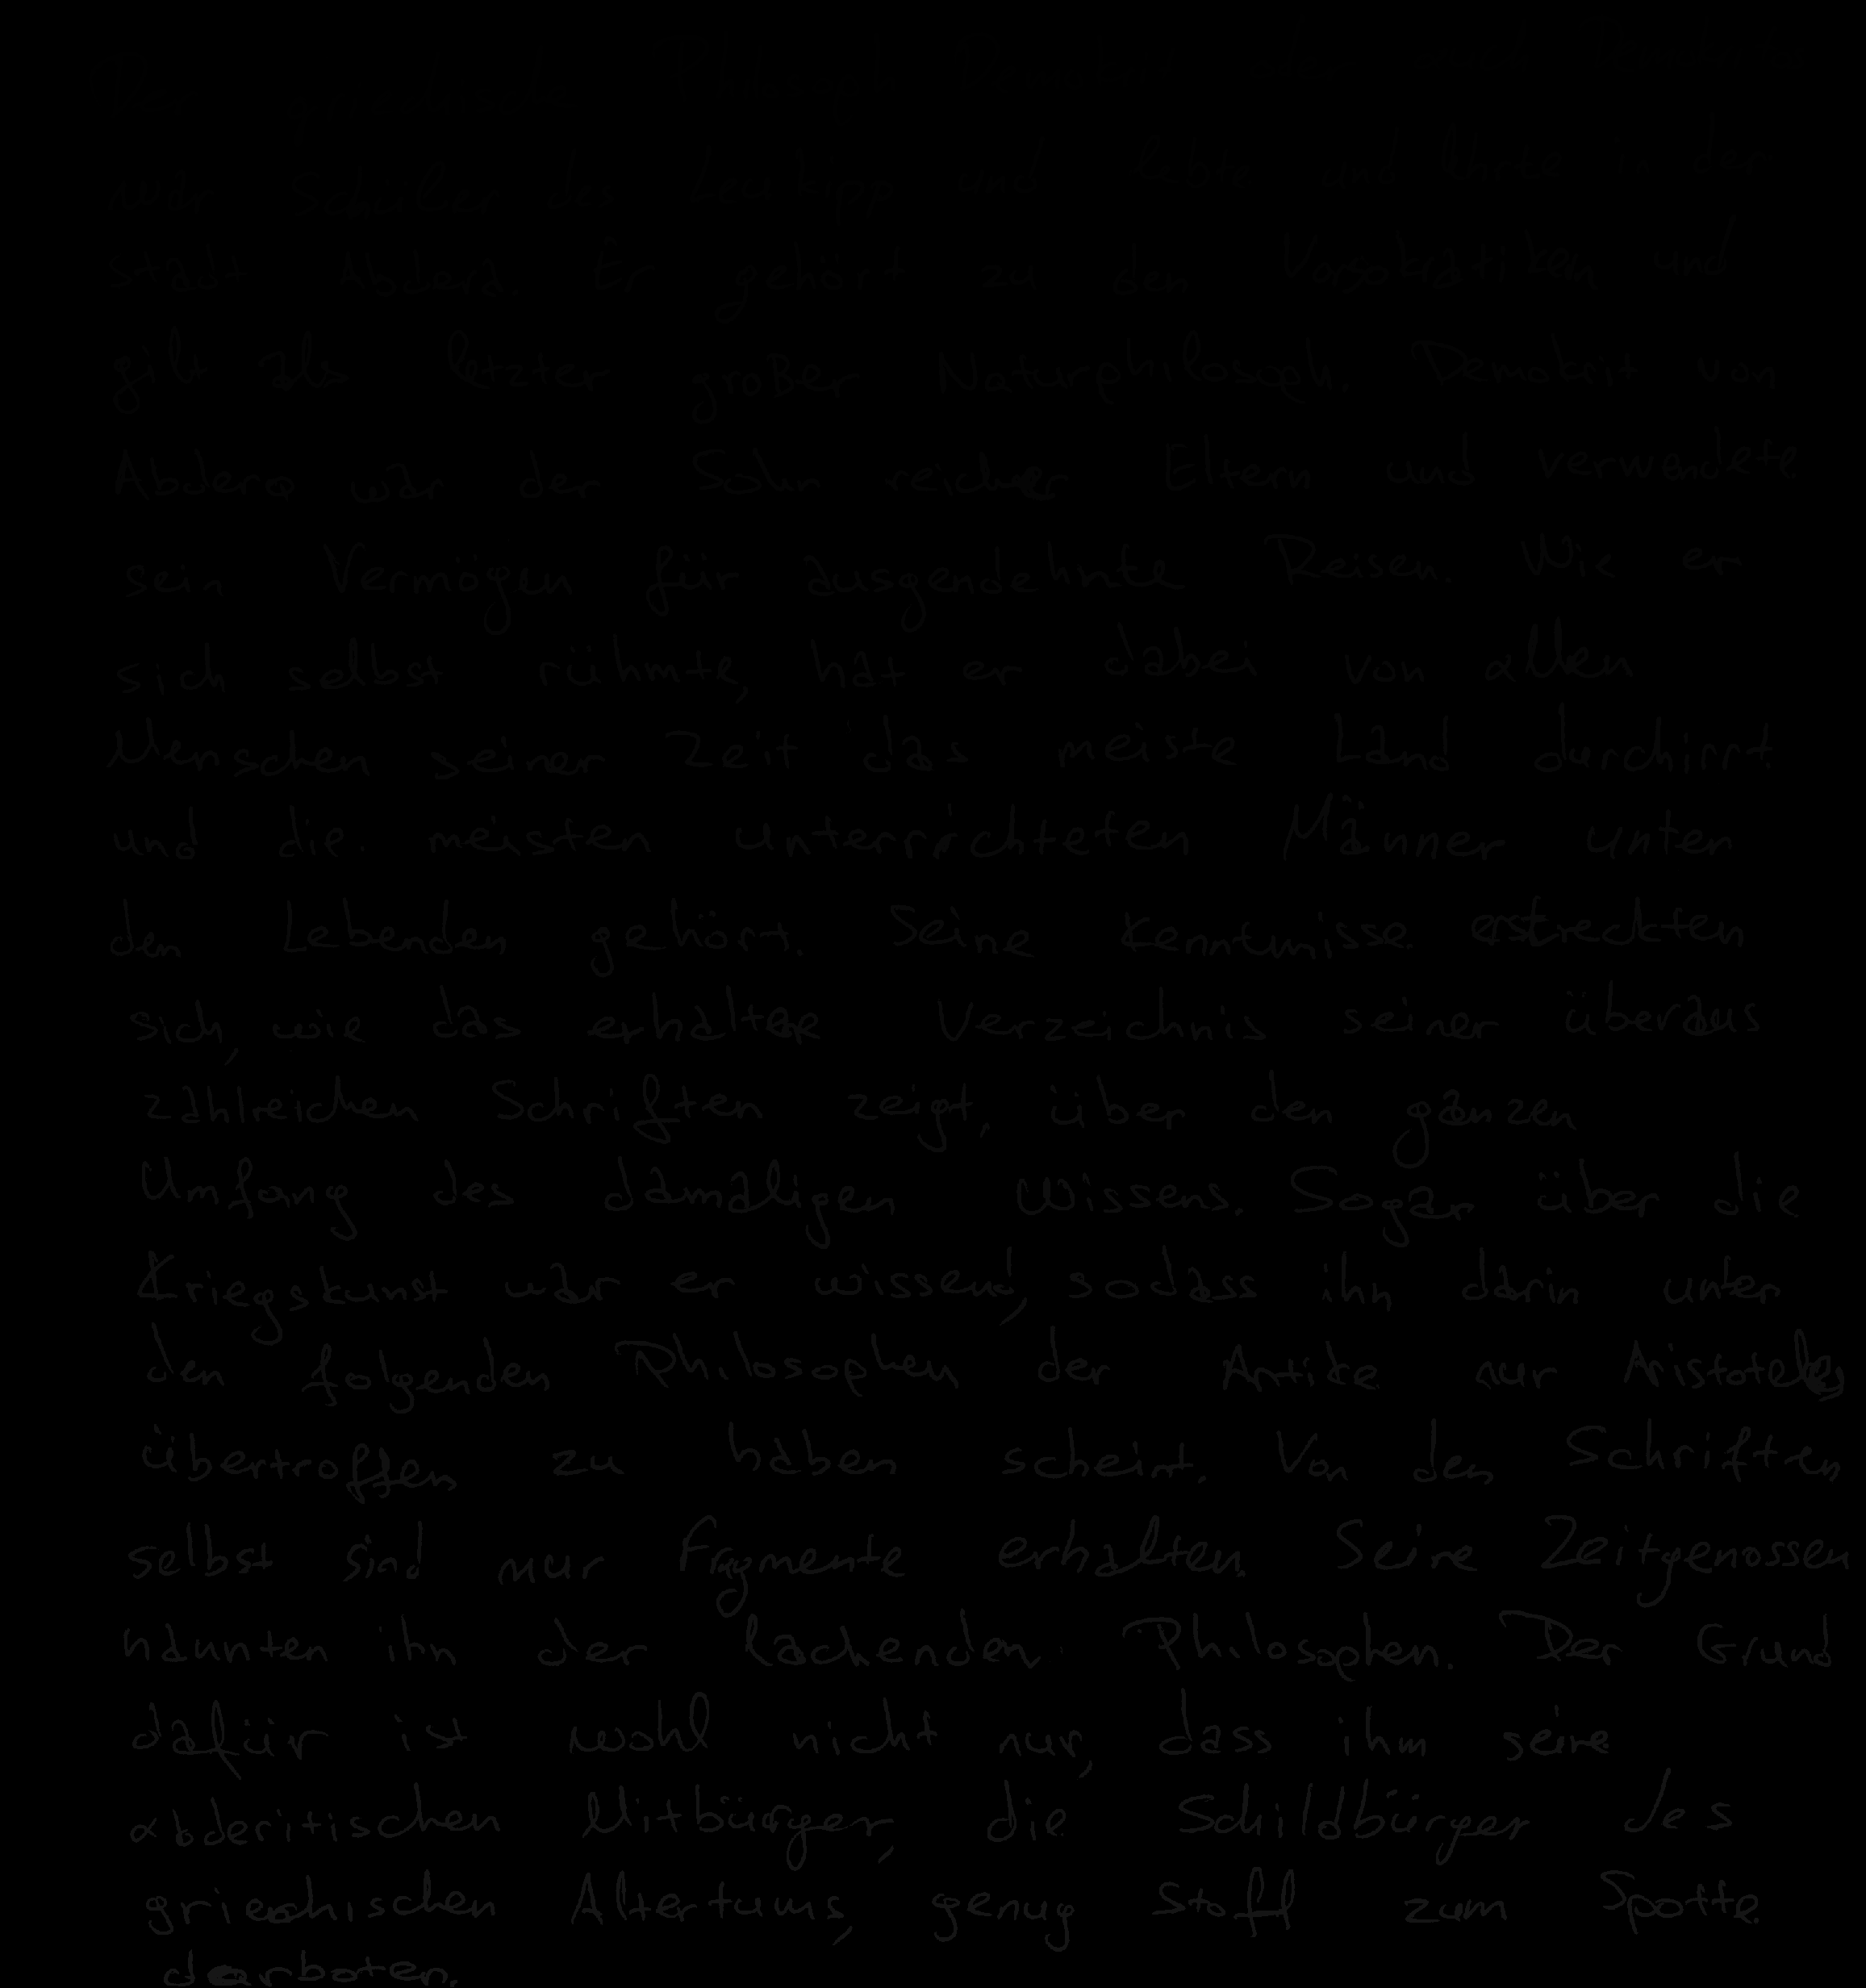 war Schüler des Leukipp und lebte und lehrte in der
Stadt Abdera. Er gehört zu den Vorsokratikern und
gilt als letzter großer Naturphilosoph. Demokrit von
Abdera war der Sohn reicher Eltern und verwendete
sein Vermögen für ausgendehnte Reisen. Wie er
sich selbst rühmte, hat er dabei von allen
Menschen seiner Zeit das meiste Land durchirrt
und die meisten unterrichteten Männer unter
den Lebenden gehört. Seine Kenntnisse erstreckten
sich, wie das erhaltene Verzeichnis seiner überaus
zahlreichen Schriften zeigt, über den ganzen
Umfang des damaligen Wissens. Sogar über die
Kriegskunst war er wissend, sodass ihn darin unter
den folgenden Philosophen der Antike nur Aristoteles
übertroffen zu haben scheint. Von den Schriften
selbst sind nur Fragmente erhalten. Seine Zeitgenossen
nannten ihn der lachenden Philosophen. Der Grund
dafür ist wohl nicht nur, dass ihm seine
abderitischen Mitbürger, die Schildbürger des
griechischen Altertums, genug Stoff zum Spotte
darboten.